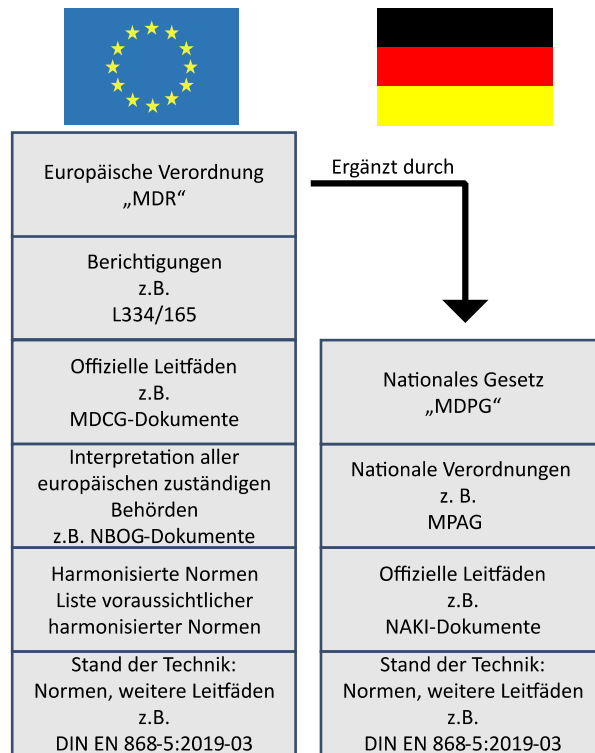 Europäische Verordnung
„MDR“
Berichtigungen
z.B.
L334/165
Offizielle Leitfäden
z.B.
MDCG-Dokumente
Interpretation aller
europäischen zuständigen
Behörden
z.B. NBOG-Dokumente
Harmonisierte Normen
Liste voraussichtlicher
harmonisierter Normen
Stand der Technik:
Normen, weitere Leitfäden
z.B.
DIN EN 868-5:2019-03
Ergänzt durch
Nationales Gesetz
„MDPG“
Nationale Verordnungen
z. B.
MPAG
Offizielle Leitfäden
z.B.
NAKI-Dokumente
Stand der Technik:
Normen, weitere Leitfäden
z.B.
DIN EN 868-5:2019-03